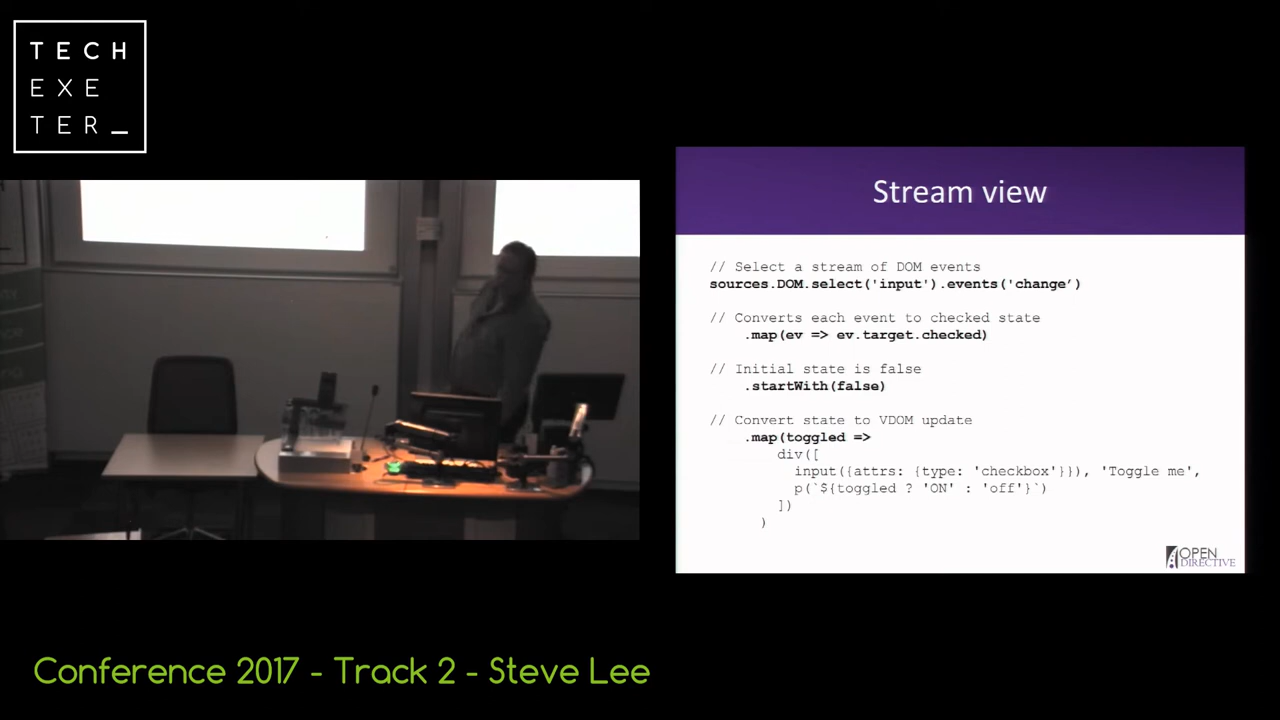 TECH
EXE
TER_
Stream view
// Select a stream of DOM events
sources.DOM.select('input').events('change’)
// Converts each event to checked state
.map(ev => ev.target.checked)
// Initial state is false
.startWith(false)
// Convert state to VDOM update
.map(toggled =>
div([
input({attrs: {type: 'checkbox'}}), 'Toggle me',
p(`${toggled ? 'ON' : 'off'}`)
])
)
OPEN
DIRECTIVE
Conference 2017 - Track 2 - Steve Lee